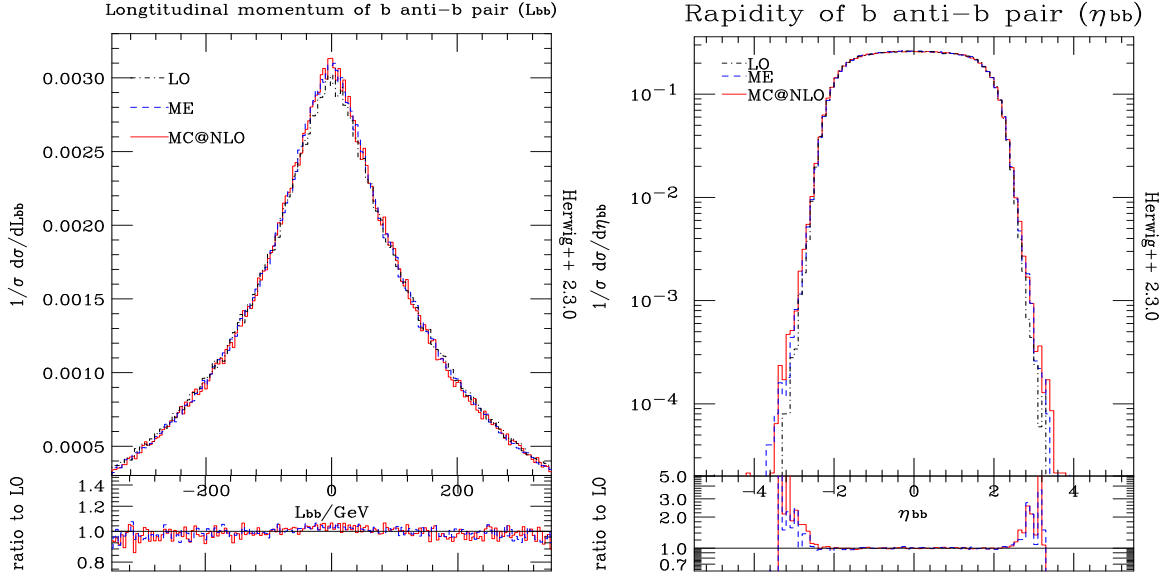 Longtitudinal momentum of b anti−b pair (Lbb)
0.0030
0.0025
0.0020
0.0015
0.0010
0.0005
1/σ dσ/dLbb
LO
ME
MC@NLO
Herwig++ 2.3.0
1.4
1.2
1.0
0.8
ratio to LO
−200
0
200
Lbb/GeV
Rapidity of b anti−b pair (ηbb)
10⁻¹
10⁻²
10⁻³
10⁻⁴
1/σ dσ/dηbb
LO
ME
MC@NLO
Herwig++ 2.3.0
5.0
3.0
2.0
1.0
0.7
ratio to LO
−4
−2
0
2
4
ηbb